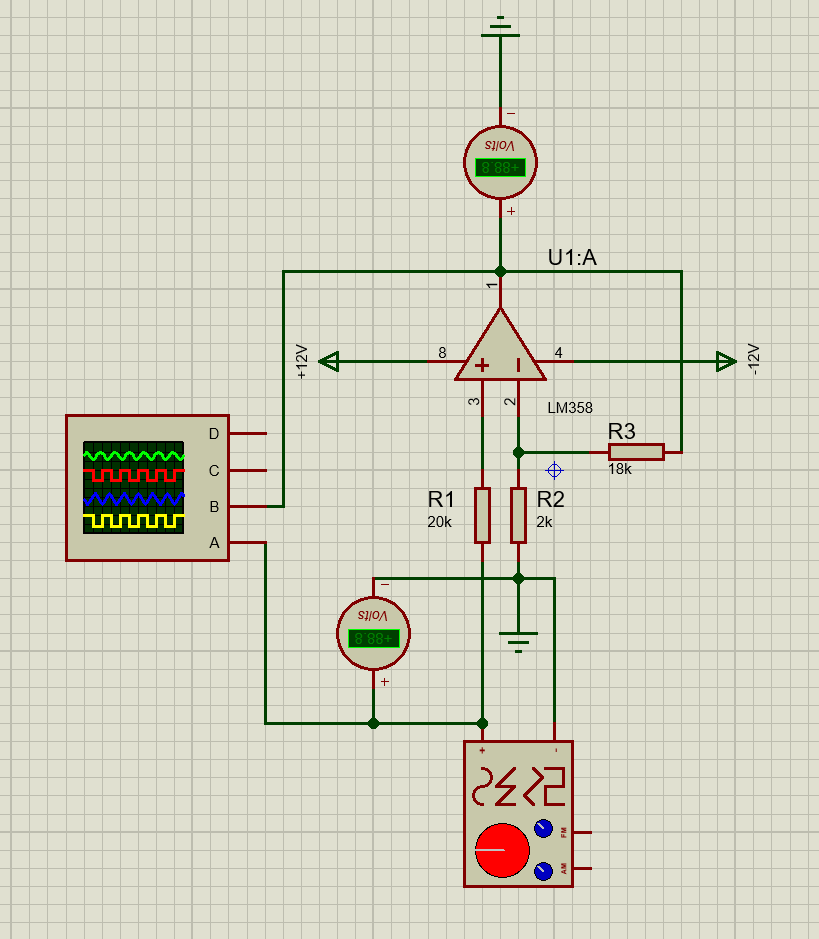 −
Volts
+88.8
+
U1:A
1
+12V
8
4
-12V
3
2
LM358
R3
18k
D
C
B
A
R1
20k
R2
2k
−
Volts
+88.8
+
+
-
FM
AM